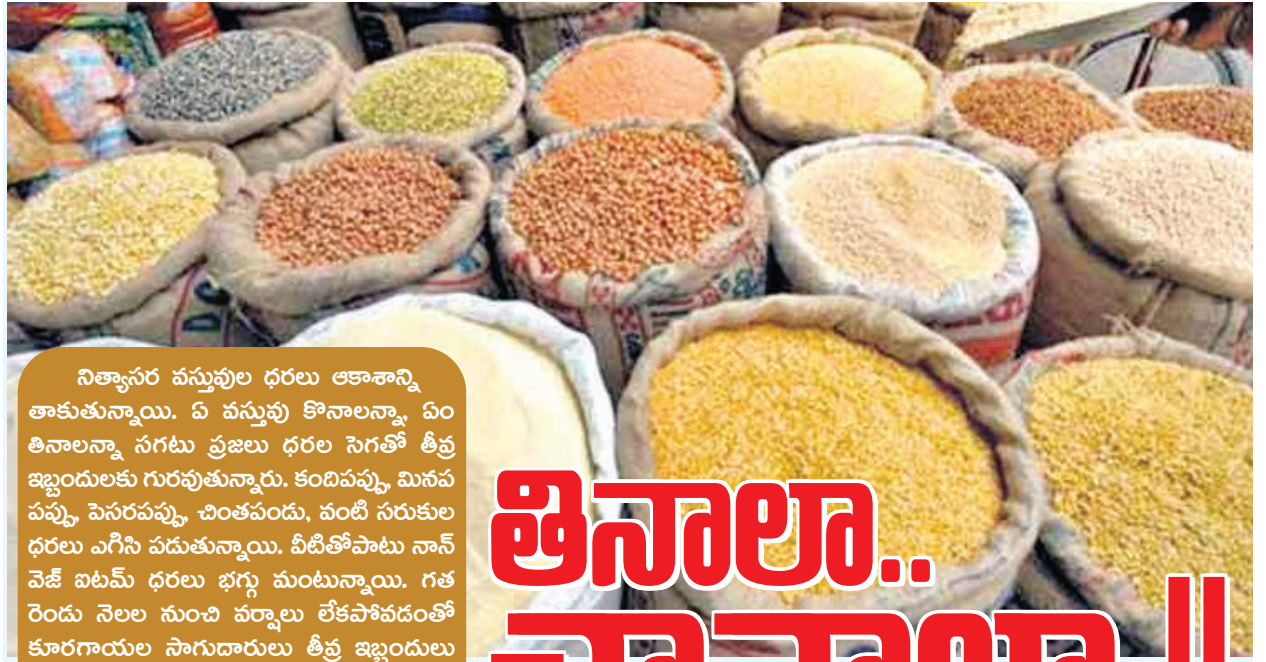 నిత్యాసర వస్తువుల ధరలు ఆకాశాన్ని
తాకుతున్నాయి. ఏ వస్తువు కొనాలన్నా, ఏం
తినాలన్నా సగటు ప్రజలు ధరల సెగతో తీవ్ర
ఇబ్బందులకు గురవుతున్నారు. కందిపప్పు, మినప
పప్పు, పెసరపప్పు, చింతపండు, వంటి సరుకుల
ధరలు ఎగిసి పడుతున్నాయి. వీటితోపాటు నాన్
వెజ్ ఐటమ్ ధరలు భగ్గు మంటున్నాయి. గత
రెండు నెలల నుంచి వర్షాలు లేకపోవడంతో
కూరగాయల సాగుదారులు తీవ్ర ఇబ్బందులు
తినాలా..